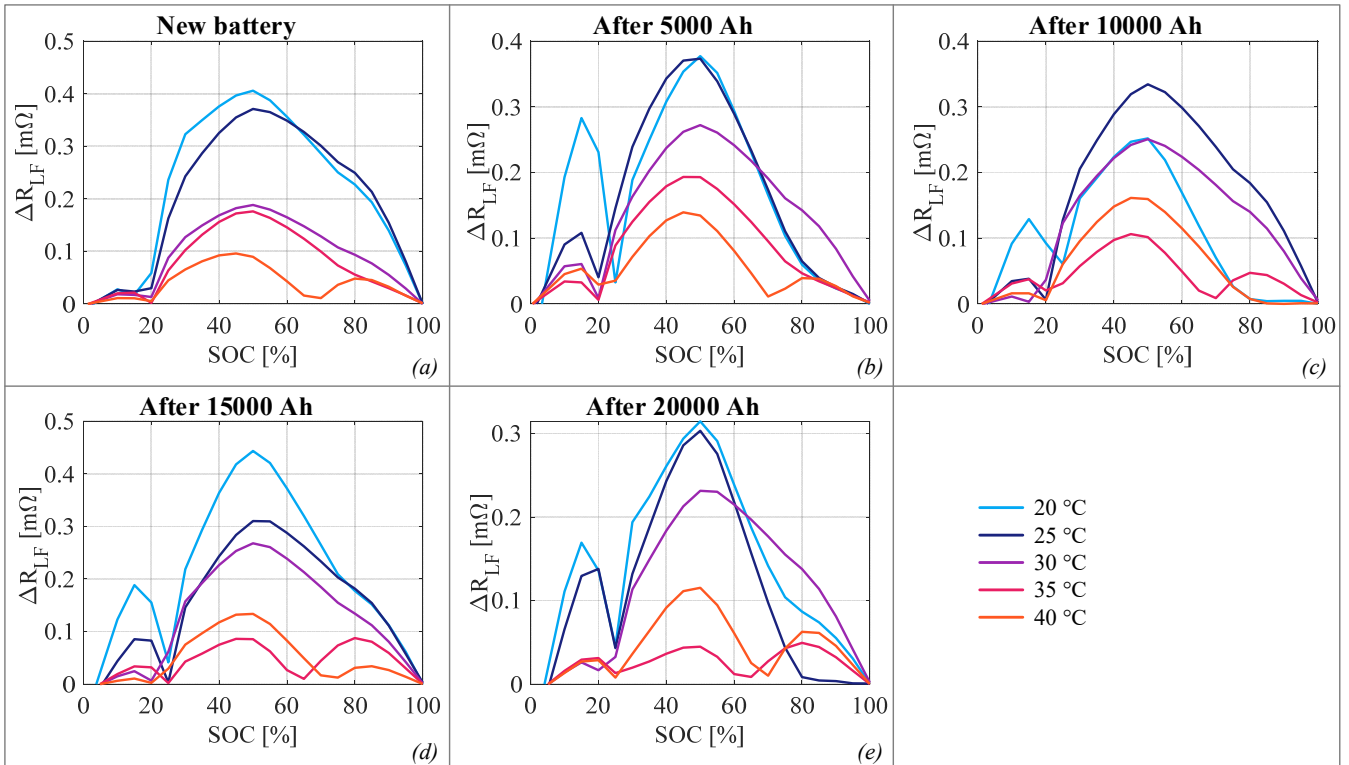 New battery
0.5
0.4
0.3
0.2
0.1
0
ΔR_LF [mΩ]
0 20 40 60 80 100
SOC [%]
(a)
After 5000 Ah
0.4
0.3
0.2
0.1
0
ΔR_LF [mΩ]
0 20 40 60 80 100
SOC [%]
(b)
After 10000 Ah
0.4
0.3
0.2
0.1
0
ΔR_LF [mΩ]
0 20 40 60 80 100
SOC [%]
(c)
After 15000 Ah
0.5
0.4
0.3
0.2
0.1
0
ΔR_LF [mΩ]
0 20 40 60 80 100
SOC [%]
(d)
After 20000 Ah
0.3
0.2
0.1
0
ΔR_LF [mΩ]
0 20 40 60 80 100
SOC [%]
(e)
20 °C
25 °C
30 °C
35 °C
40 °C